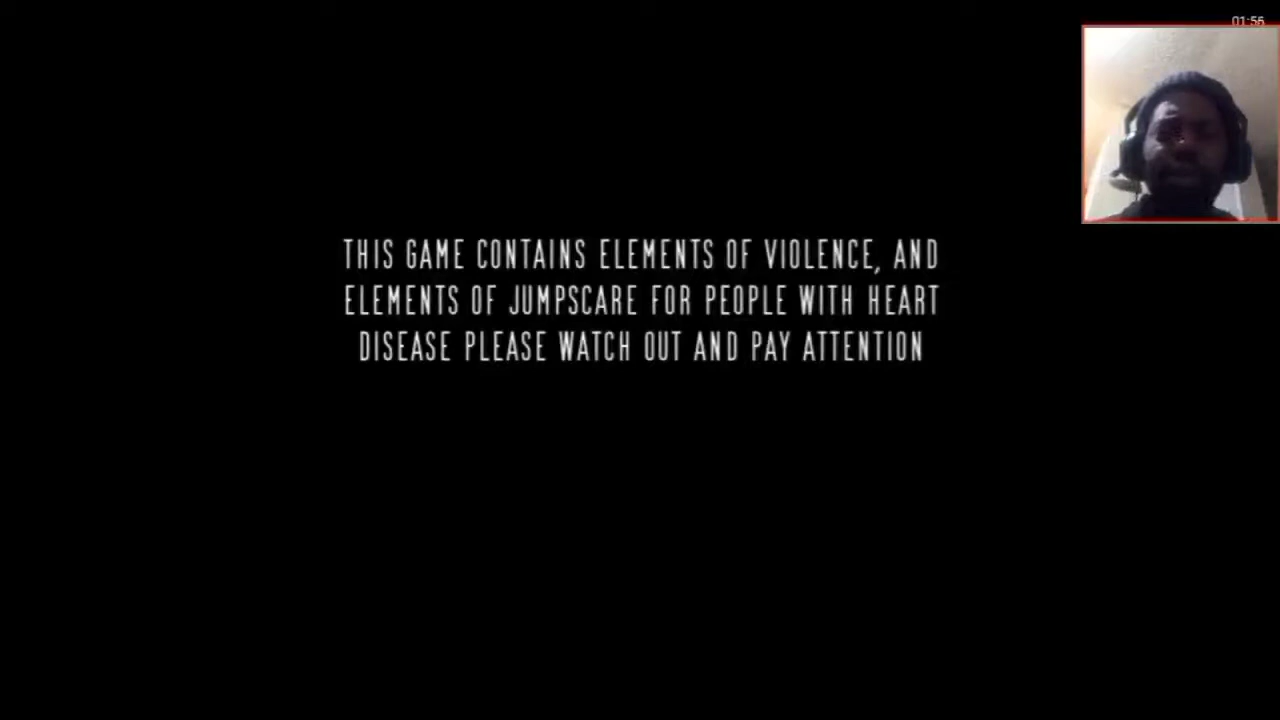 01:56
THIS GAME CONTAINS ELEMENTS OF VIOLENCE, AND
ELEMENTS OF JUMPSCARE FOR PEOPLE WITH HEART
DISEASE PLEASE WATCH OUT AND PAY ATTENTION